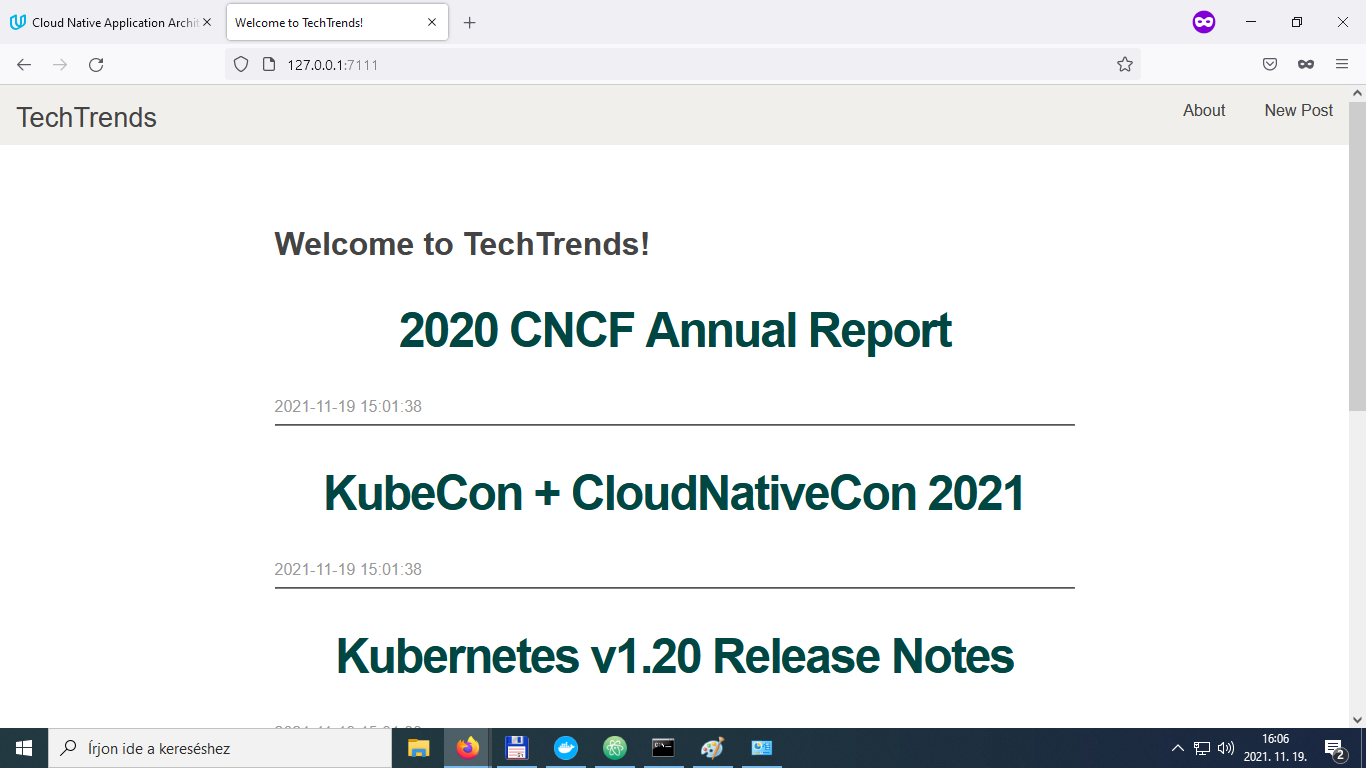 Cloud Native Application Archit
Welcome to TechTrends!
127.0.0.1:7111
TechTrends
About
New Post
Welcome to TechTrends!
2020 CNCF Annual Report
2021-11-19 15:01:38
KubeCon + CloudNativeCon 2021
2021-11-19 15:01:38
Kubernetes v1.20 Release Notes
Írjon ide a kereséshez
16:06
2021. 11. 19.
2